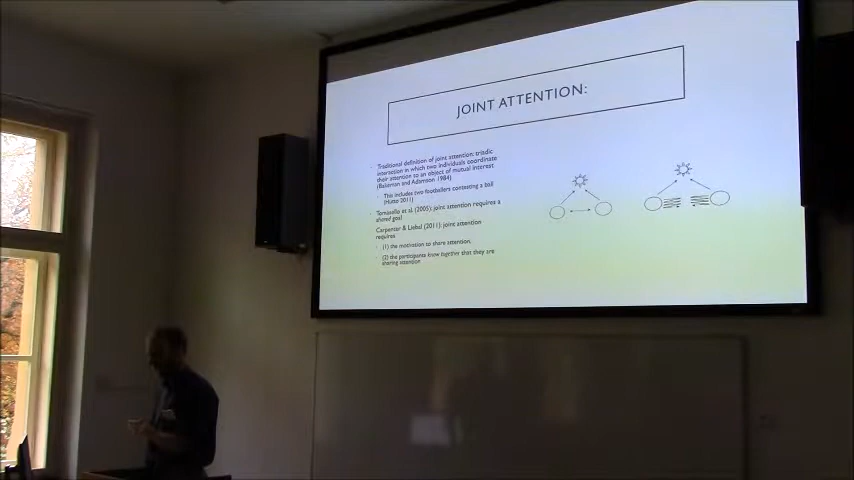 JOINT ATTENTION:
Traditional definition of joint attention: triadic
interaction in which two individuals coordinate
their attention to an object of mutual interest
(Bakeman and Adamson 1984)
This includes two footballers contesting a ball
(Hutto 2011)
Tomasello et al. (2005): joint attention requires a
shared goal
Carpenter & Liebal (2011): joint attention
requires
(1) the motivation to share attention,
(2) the participants know together that they are
sharing attention